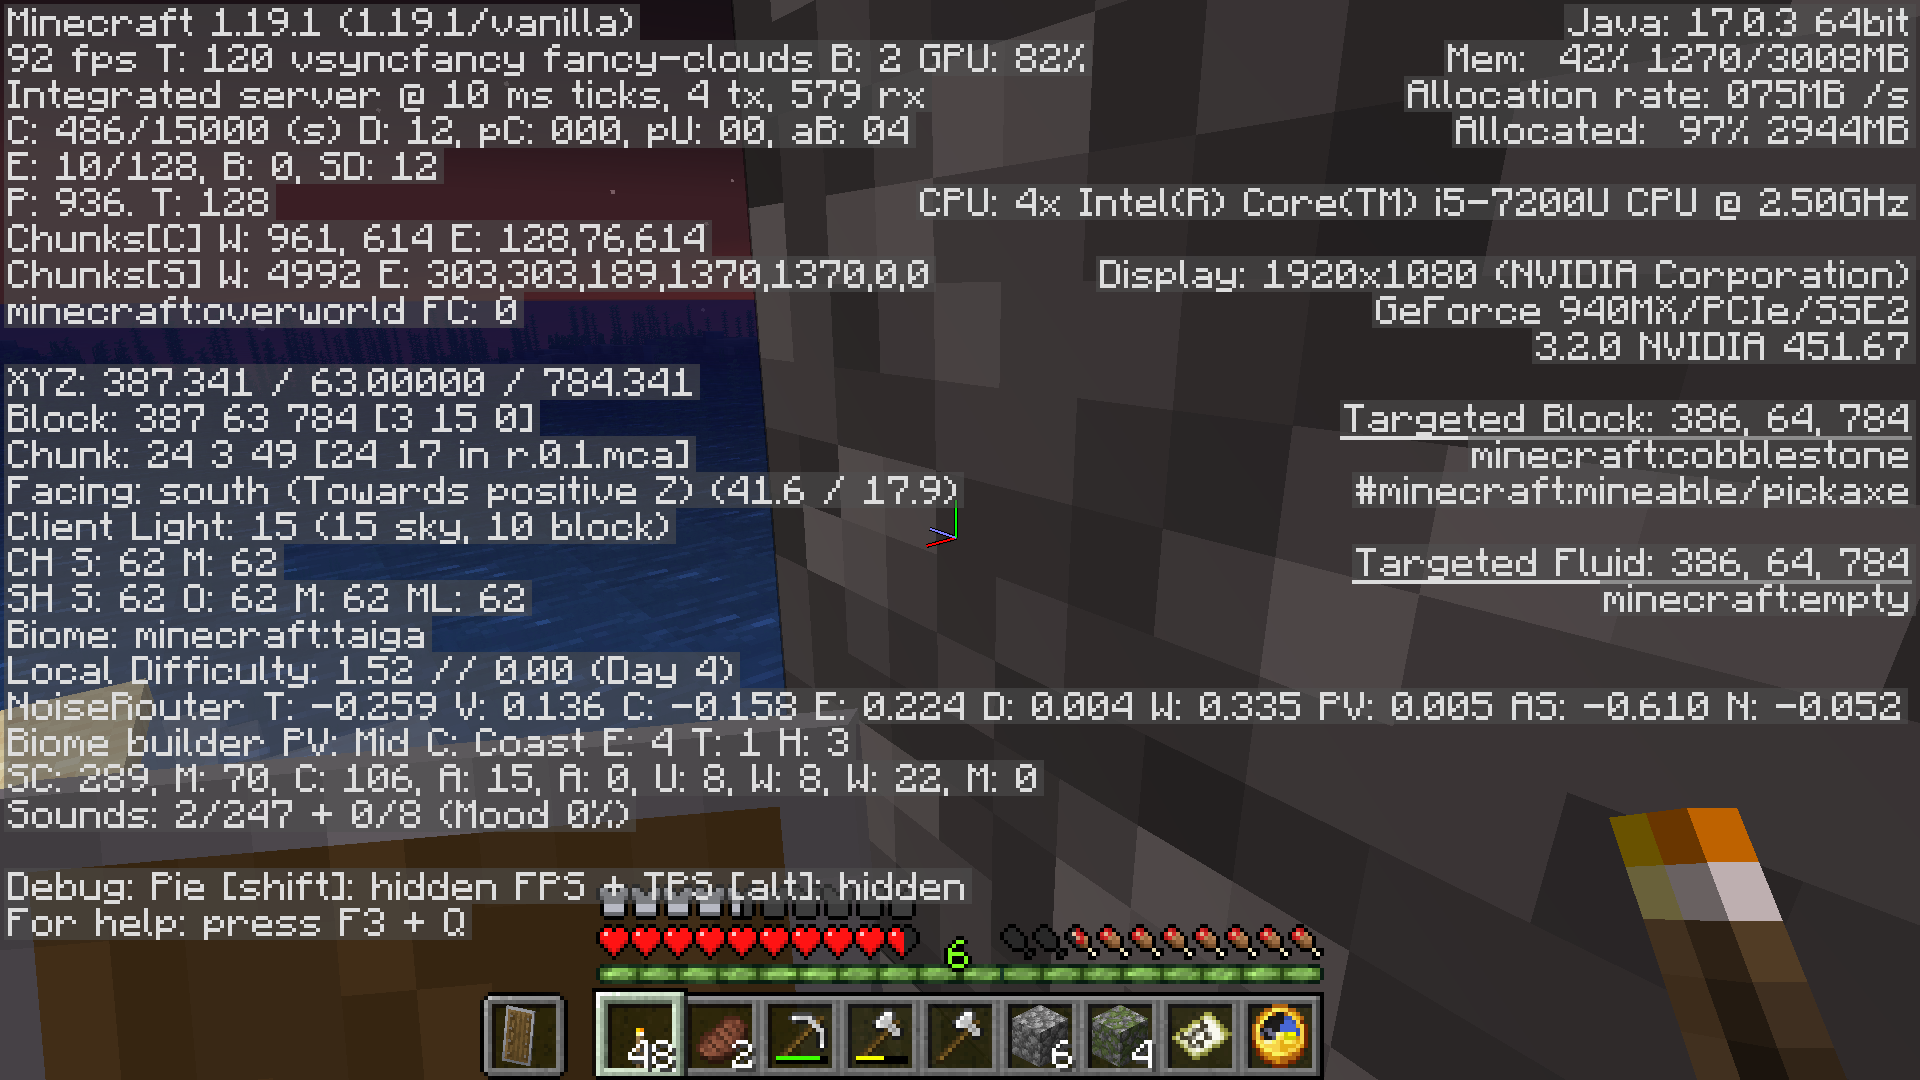 Minecraft 1.19.1 (1.19.1/vanilla)
92 fps T: 120 vsyncfancy fancy-clouds B: 2 GPU: 82%
Integrated server @ 10 ms ticks, 4 tx, 579 rx
C: 486/15000 (s) D: 12, pC: 000, pU: 00, aB: 04
E: 10/128, B: 0, SD: 12
P: 936. T: 128
Chunks[C] W: 961, 614 E: 128,76,614
Chunks[S] W: 4992 E: 303,303,189,1370,1370,0,0
minecraft:overworld FC: 0
XYZ: 387.341 / 63.00000 / 784.341
Block: 387 63 784 [3 15 0]
Chunk: 24 3 49 [24 17 in r.0.1.mca]
Facing: south (Towards positive Z) (41.6 / 17.9)
Client Light: 15 (15 sky, 10 block)
CH S: 62 M: 62
SH S: 62 O: 62 M: 62 ML: 62
Biome: minecraft:taiga
Local Difficulty: 1.52 // 0.00 (Day 4)
NoiseRouter T: -0.259 V: 0.136 C: -0.158 E: 0.224 D: 0.004 W: 0.335 PV: 0.005 AS: -0.610 N: -0.052
Biome builder PV: Mid C: Coast E: 4 T: 1 H: 3
SC: 289, M: 70, C: 106, A: 15, A: 0, U: 8, W: 8, W: 22, M: 0
Sounds: 2/247 + 0/8 (Mood 0%)
Debug: Pie [shift]: hidden FPS + TPS [alt]: hidden
For help: press F3 + Q
Java: 17.0.3 64bit
Mem: 42% 1270/3008MB
Allocation rate: 075MB /s
Allocated: 97% 2944MB
CPU: 4x Intel(R) Core(TM) i5-7200U CPU @ 2.50GHz
Display: 1920x1080 (NVIDIA Corporation)
GeForce 940MX/PCIe/SSE2
3.2.0 NVIDIA 451.67
Targeted Block: 386, 64, 784
minecraft:cobblestone
#minecraft:mineable/pickaxe
Targeted Fluid: 386, 64, 784
minecraft:empty
6
48 2 6 4